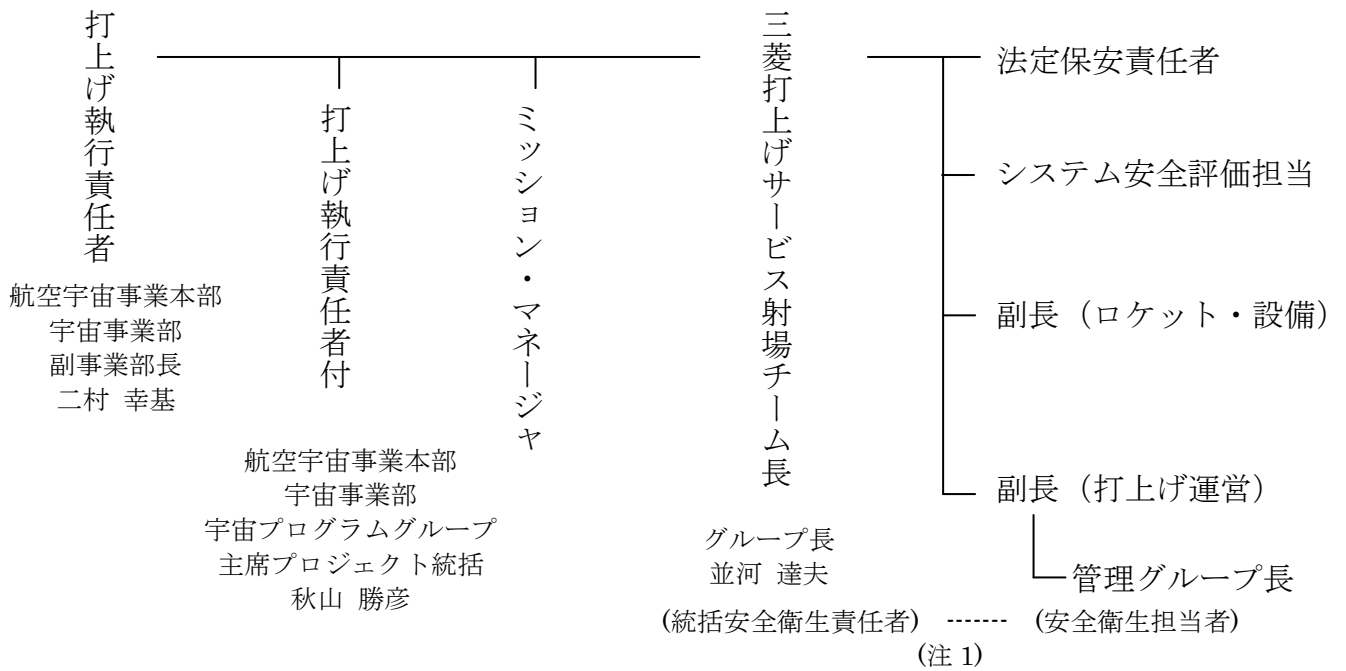 打上げ執行責任者
航空宇宙事業本部
宇宙事業部
副事業部長
二村 幸基
打上げ執行責任者付
航空宇宙事業本部
宇宙事業部
宇宙プログラムグループ
主席プロジェクト統括
秋山 勝彦
ミッション・マネージャ
三菱打上げサービス射場チーム長
グループ長
並河 達夫
(統括安全衛生責任者) ------- (安全衛生担当者)
(注 1)
法定保安責任者
システム安全評価担当
副長（ロケット・設備）
副長（打上げ運営）
管理グループ長